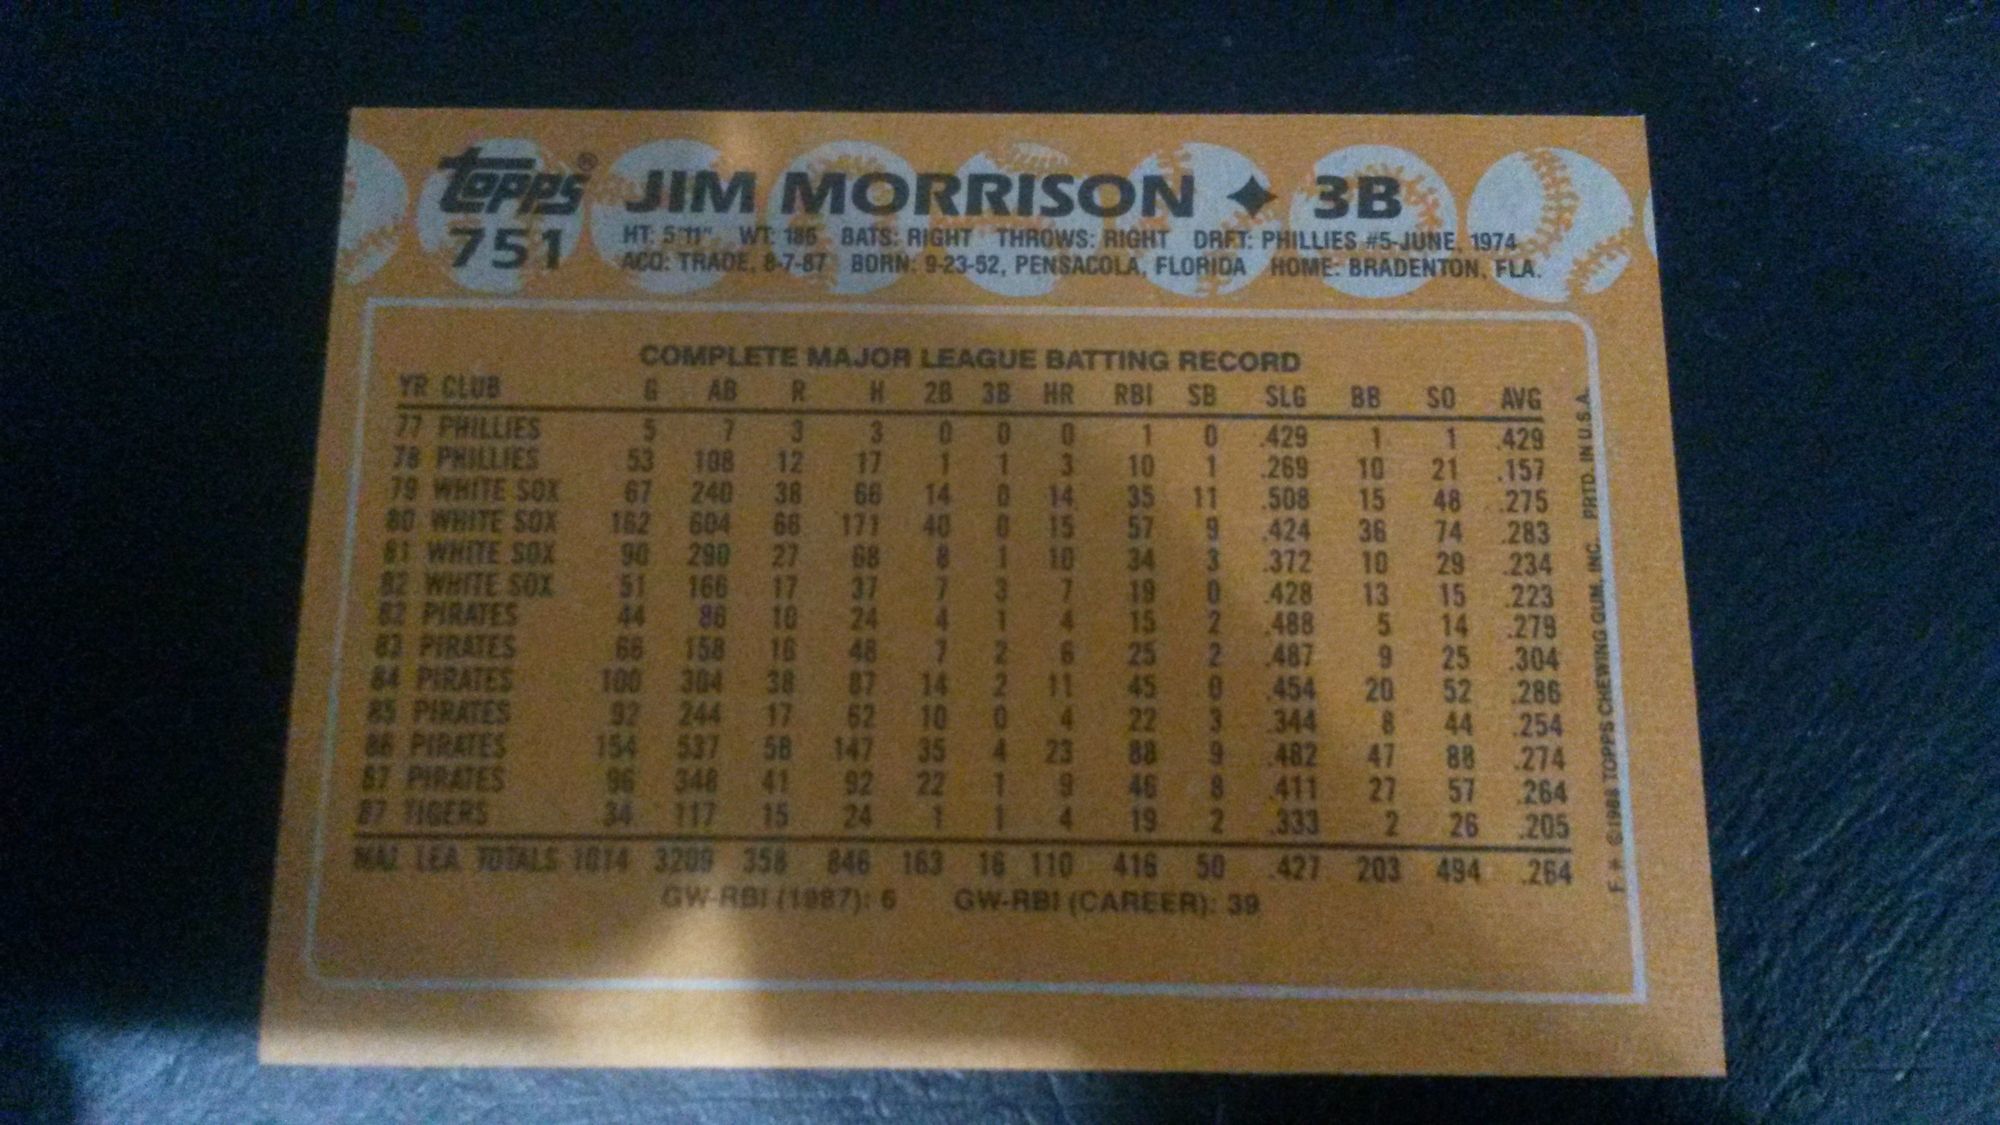 topps® JIM MORRISON ✦ 3B
751
HT: 5'11" WT: 185 BATS: RIGHT THROWS: RIGHT DRFT: PHILLIES #5-JUNE, 1974
ACQ: TRADE, 8-7-87 BORN: 9-23-52, PENSACOLA, FLORIDA HOME: BRADENTON, FLA.
COMPLETE MAJOR LEAGUE BATTING RECORD
YR CLUB G AB R H 2B 3B HR RBI SB SLG BB SO AVG
77 PHILLIES 5 7 3 3 0 0 0 1 0 .429 1 1 .429
78 PHILLIES 53 108 12 17 1 1 3 10 1 .269 10 21 .157
79 WHITE SOX 67 240 38 66 14 0 14 35 11 .508 15 48 .275
80 WHITE SOX 162 604 66 171 40 0 15 57 9 .424 36 74 .283
81 WHITE SOX 90 290 27 68 8 1 10 34 3 .372 10 29 .234
82 WHITE SOX 51 166 17 37 7 3 7 19 0 .428 13 15 .223
82 PIRATES 44 86 10 24 4 1 4 15 2 .488 5 14 .279
83 PIRATES 66 158 16 48 7 2 6 25 2 .487 9 25 .304
84 PIRATES 100 304 38 87 14 2 11 45 0 .454 20 52 .286
85 PIRATES 92 244 17 62 10 0 4 22 3 .344 8 44 .254
86 PIRATES 154 537 58 147 35 4 23 88 9 .482 47 88 .274
87 PIRATES 96 348 41 92 22 1 9 46 8 .411 27 57 .264
87 TIGERS 34 117 15 24 1 1 4 19 2 .333 2 26 .205
MAJ. LEA. TOTALS 1014 3209 358 846 163 16 110 416 50 .427 203 494 .264
GW-RBI (1987): 6 GW-RBI (CAREER): 39
F ** ©1988 TOPPS CHEWING GUM, INC. PRTD. IN U.S.A.